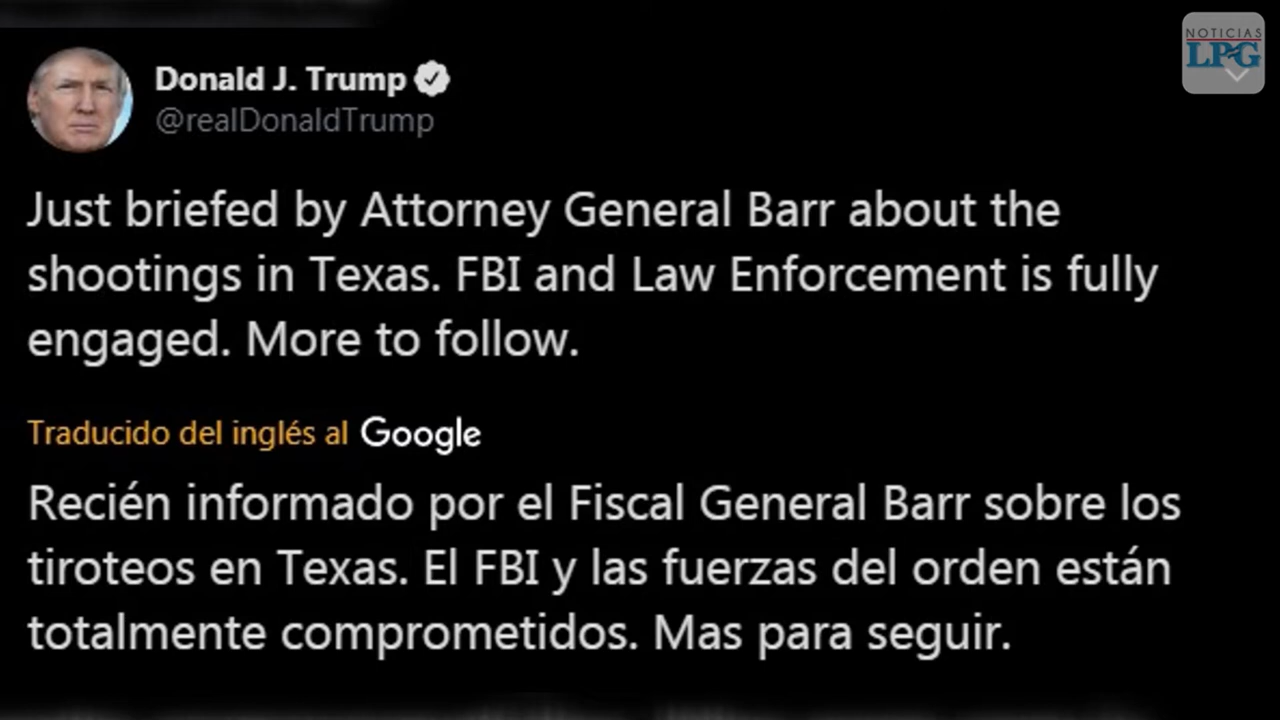 NOTICIAS
LPG
Donald J. Trump
@realDonaldTrump
Just briefed by Attorney General Barr about the
shootings in Texas. FBI and Law Enforcement is fully
engaged. More to follow.
Traducido del inglés al Google
Recién informado por el Fiscal General Barr sobre los
tiroteos en Texas. El FBI y las fuerzas del orden están
totalmente comprometidos. Mas para seguir.